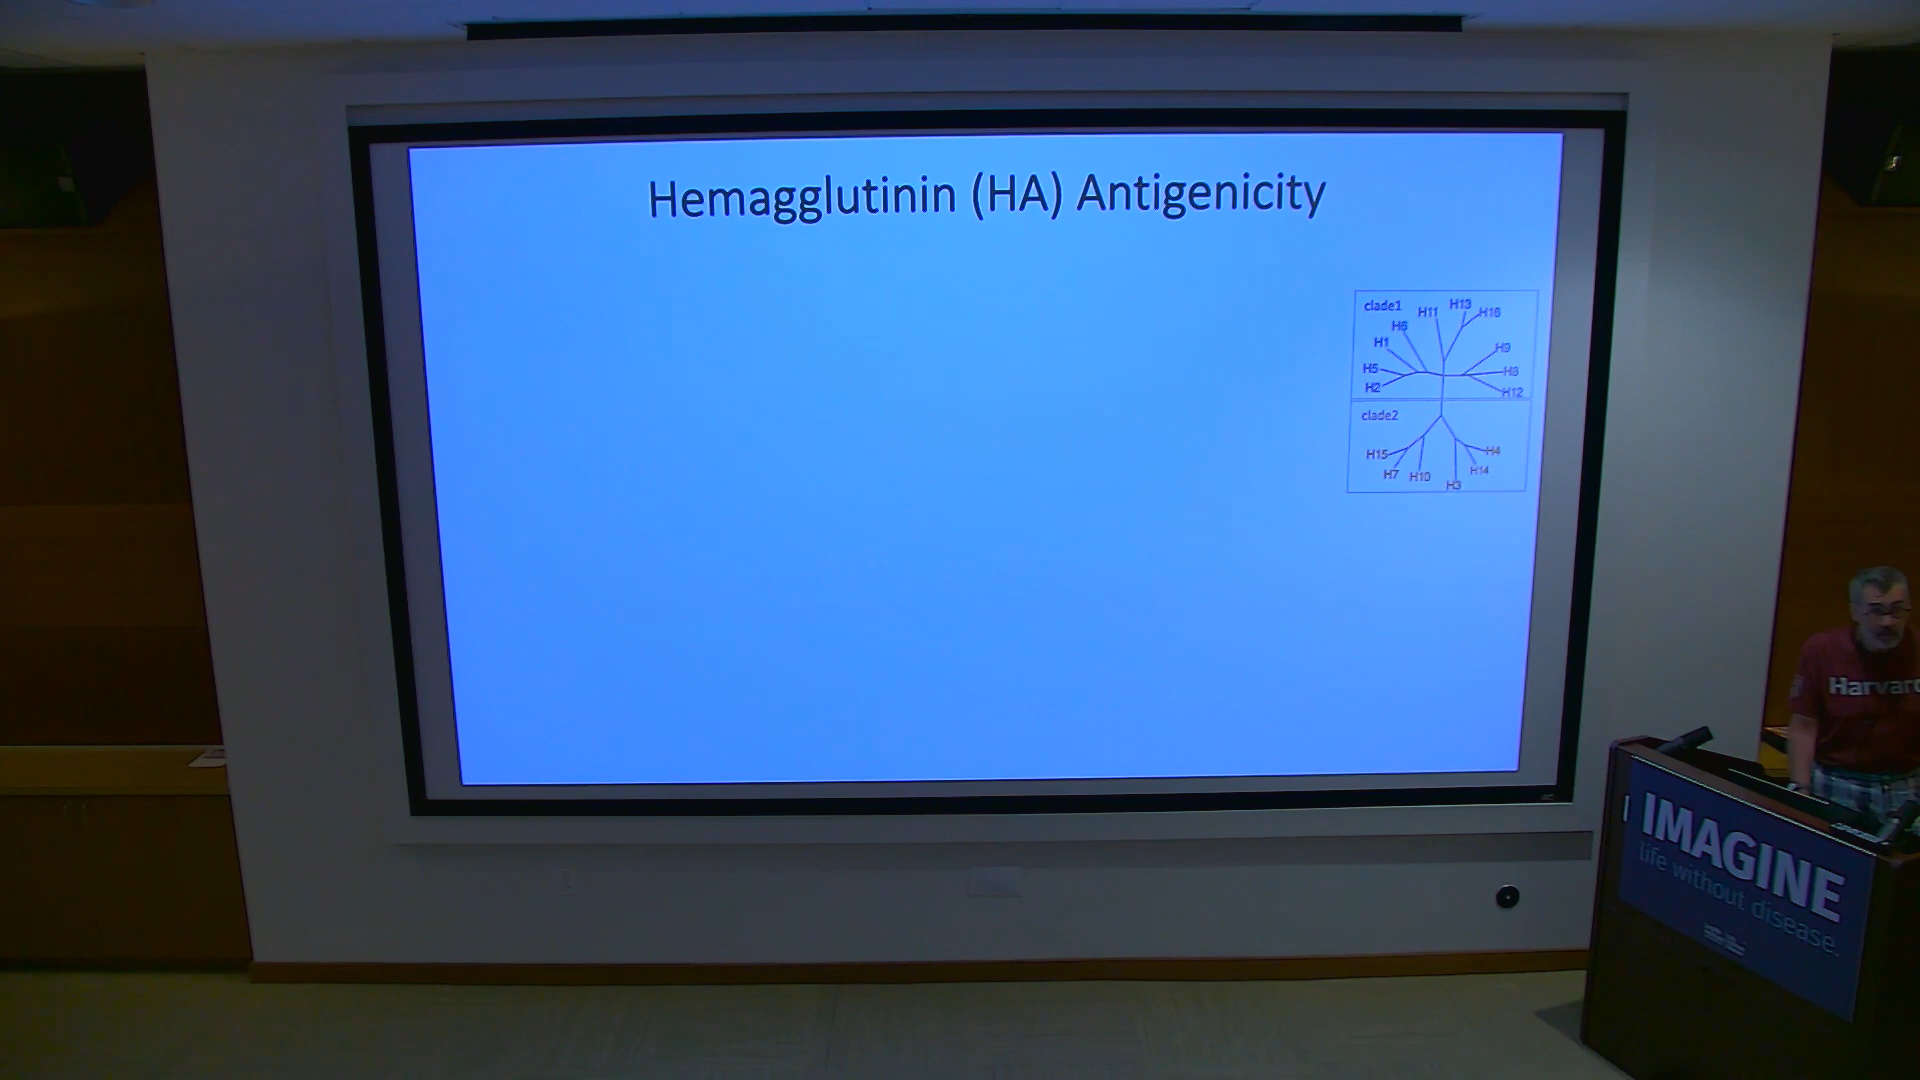 Hemagglutinin (HA) Antigenicity
clade1
H13
H11
H16
H6
H1
H9
H5
H8
H2
H12
clade2
H15
H4
H7
H10
H14
H3
Harvard
IMAGINE
life without disease.